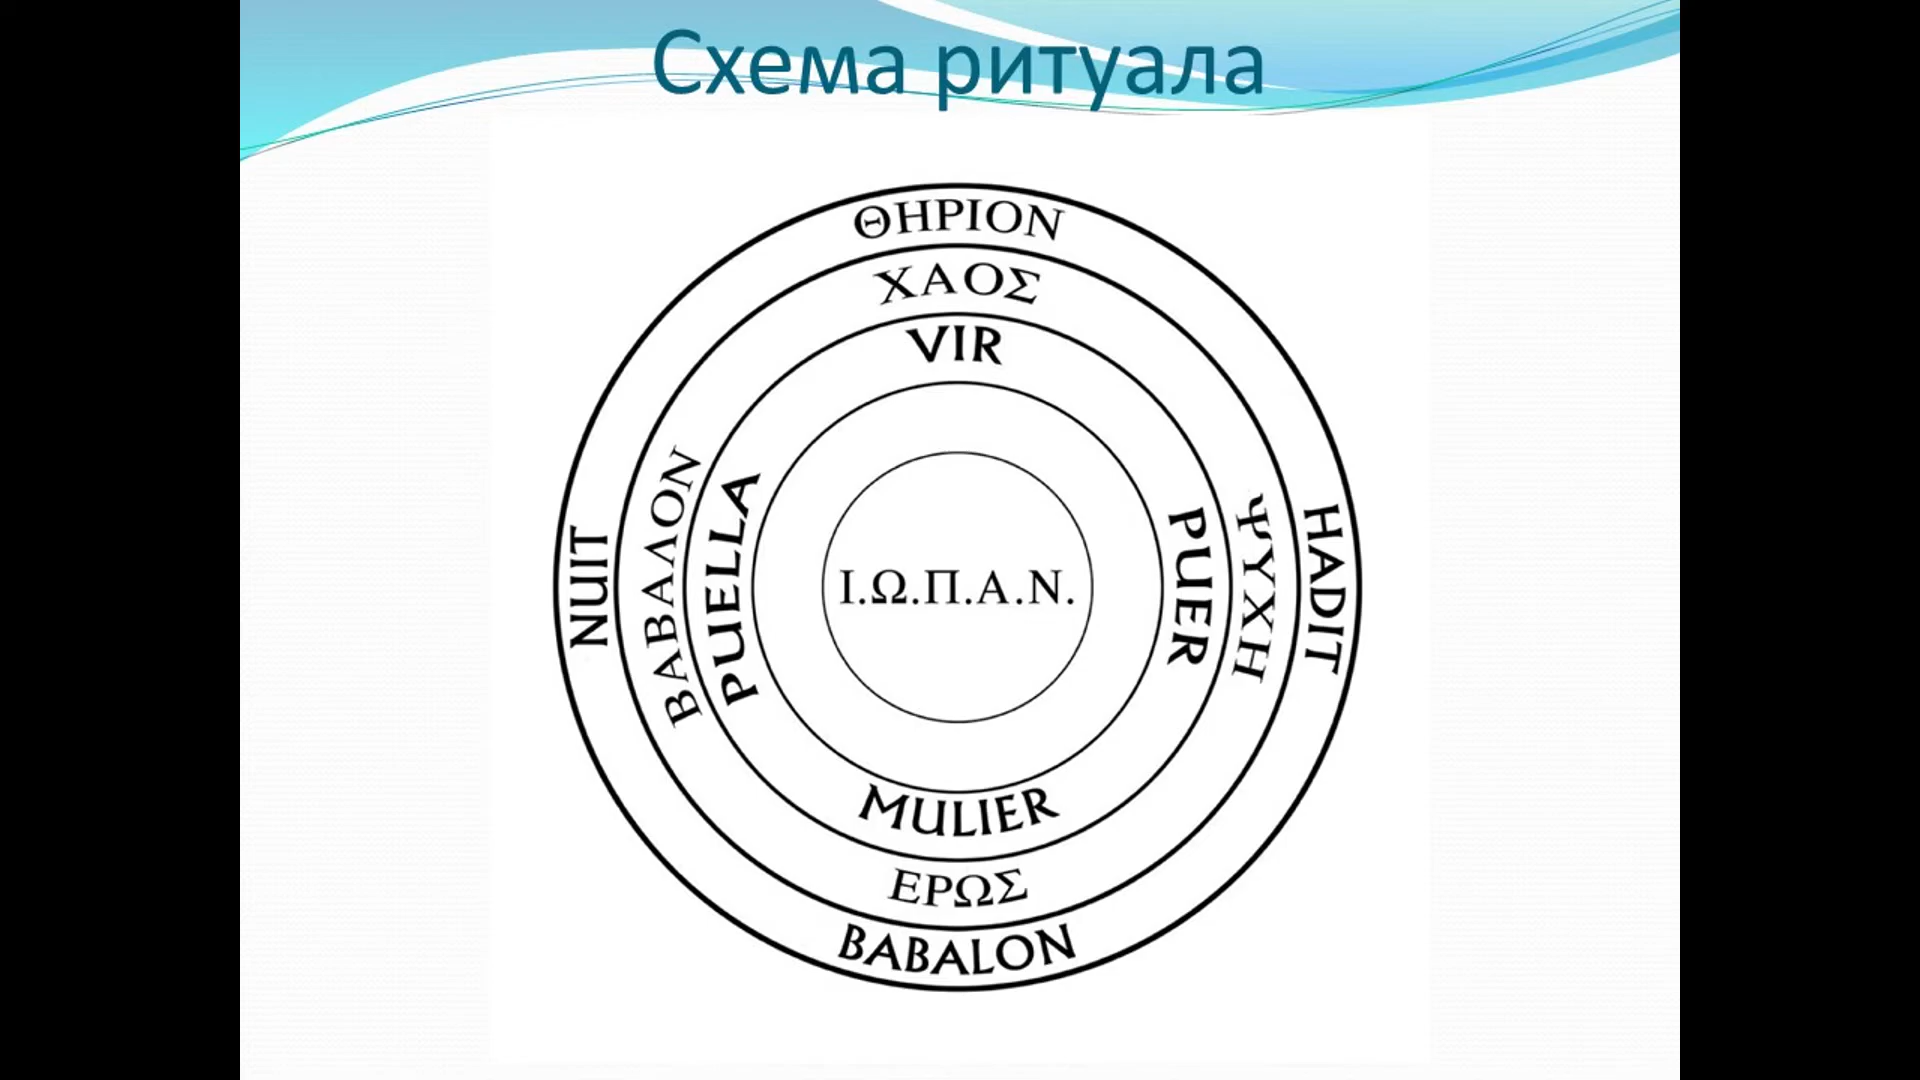 Схема ритуала
ΘΗΡΙΟΝ
ΧΑΟΣ
VIR
NUIT
ΒΑΒΑΛΟΝ
PUELLA
Ι.Ω.Π.Α.Ν.
PUER
ΨΥΧΗ
HADIT
MULIER
ΕΡΩΣ
BABALON